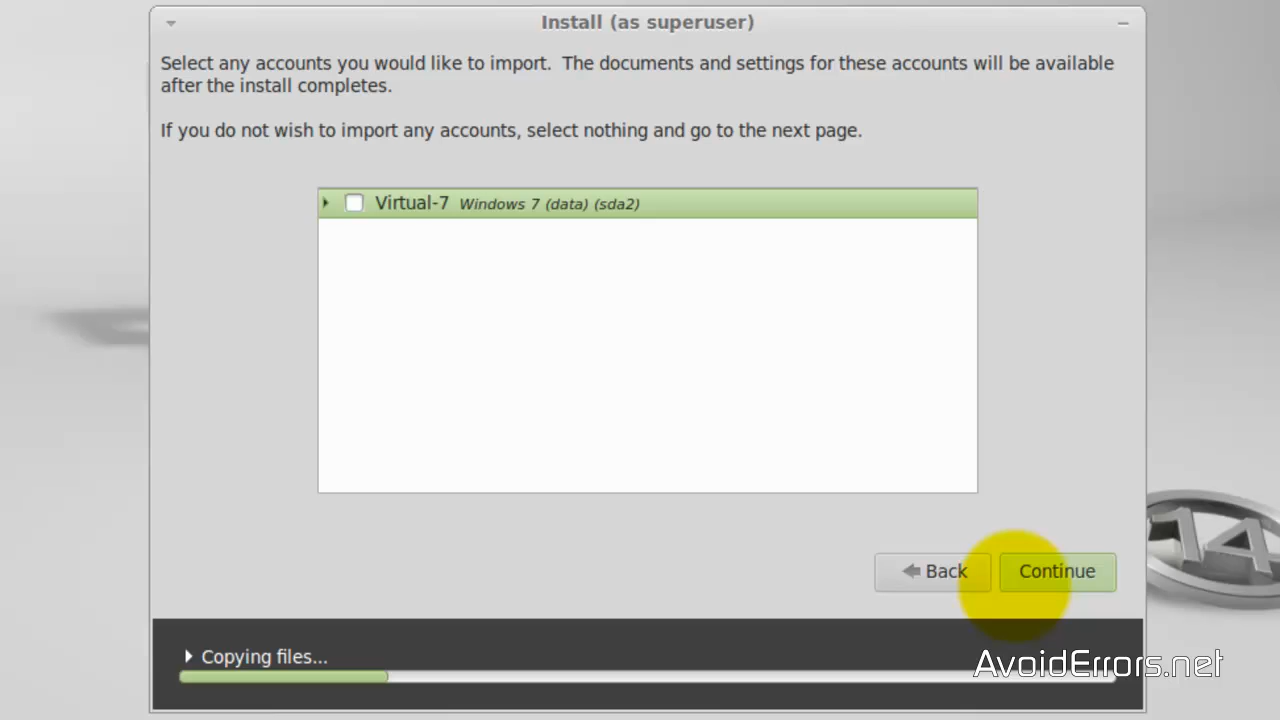 Install (as superuser)
Select any accounts you would like to import. The documents and settings for these accounts will be available
after the install completes.
If you do not wish to import any accounts, select nothing and go to the next page.
Virtual-7 Windows 7 (data) (sda2)
Back Continue
14
Copying files...
AvoidErrors.net